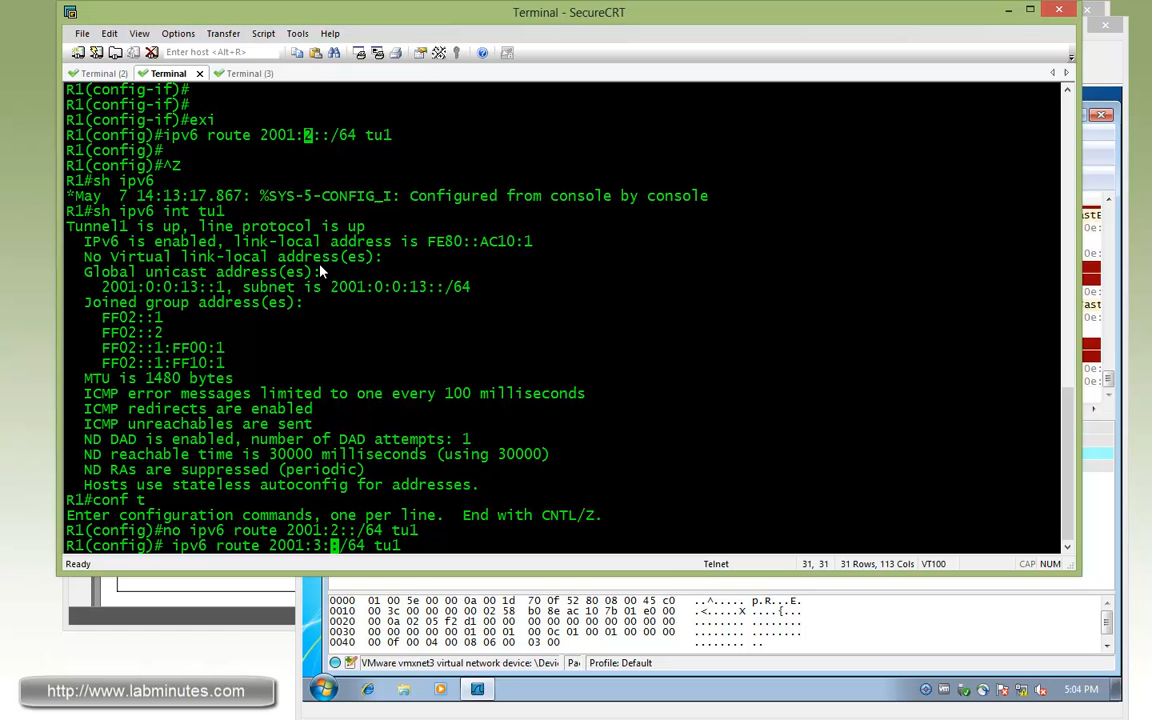 Terminal - SecureCRT
File Edit View Options Transfer Script Tools Help
Enter host <Alt+R>
Terminal (2) Terminal Terminal (3)
R1(config-if)#
R1(config-if)#
R1(config-if)#exi
R1(config)#ipv6 route 2001:2::/64 tu1
R1(config)#
R1(config)#^Z
R1#sh ipv6
*May  7 14:13:17.867: %SYS-5-CONFIG_I: Configured from console by console
R1#sh ipv6 int tu1
Tunnel1 is up, line protocol is up
IPv6 is enabled, link-local address is FE80::AC10:1
No Virtual link-local address(es):
Global unicast address(es):
2001:0:0:13::1, subnet is 2001:0:0:13::/64
Joined group address(es):
FF02::1
FF02::2
FF02::1:FF00:1
FF02::1:FF10:1
MTU is 1480 bytes
ICMP error messages limited to one every 100 milliseconds
ICMP redirects are enabled
ICMP unreachables are sent
ND DAD is enabled, number of DAD attempts: 1
ND reachable time is 30000 milliseconds (using 30000)
ND RAs are suppressed (periodic)
Hosts use stateless autoconfig for addresses.
R1#conf t
Enter configuration commands, one per line.  End with CNTL/Z.
R1(config)#no ipv6 route 2001:2::/64 tu1
R1(config)# ipv6 route 2001:3::/64 tu1
Ready Telnet 31, 31 31 Rows, 113 Cols VT100 CAP NUM
0000 01 00 5e 00 00 0a 00 1d 70 0f 52 80 08 00 45 c0 ..^..... p.R...E.
0010 00 3c 00 00 00 00 02 58 b0 8e ac 10 7b 01 e0 00 .<.....X ....{...
0020 00 0a 02 05 f2 d1 00 00 00 00 00 00 00 00 00 00 ........ ........
0030 00 00 00 00 00 01 00 01 00 0c 01 00 01 00 00 00 ........ ........
0040 00 0f 00 04 00 08 06 00 03 00 ........ ..
VMware vmxnet3 virtual network device: \Devi Pa Profile: Default
http://www.labminutes.com
5:04 PM